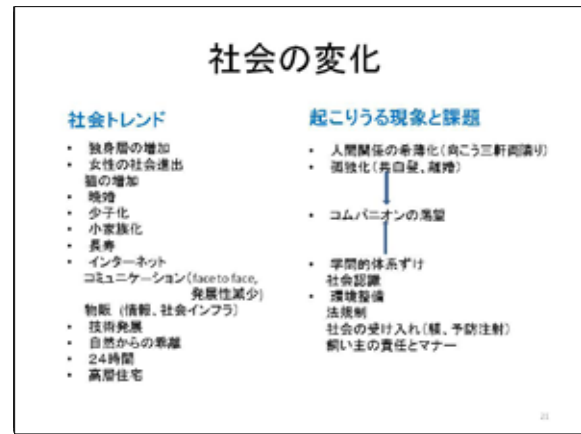 社会の変化
社会トレンド
• 独身層の増加
• 女性の社会進出
猫の増加
• 晩婚
• 少子化
• 小家族化
• 長寿
• インターネット
コミュニケーション(face to face,
発展性減少)
物販 (情報、社会インフラ)
• 技術発展
• 自然からの乖離
• 24時間
• 高層住宅
起こりうる現象と課題
• 人間関係の希薄化(向こう三軒両隣り)
• 孤独化(共白髪、離婚)
• コムパニオンの渇望
• 学問的体系ずけ
社会認識
• 環境整備
法規制
社会の受け入れ(躾、予防注射)
飼い主の責任とマナー